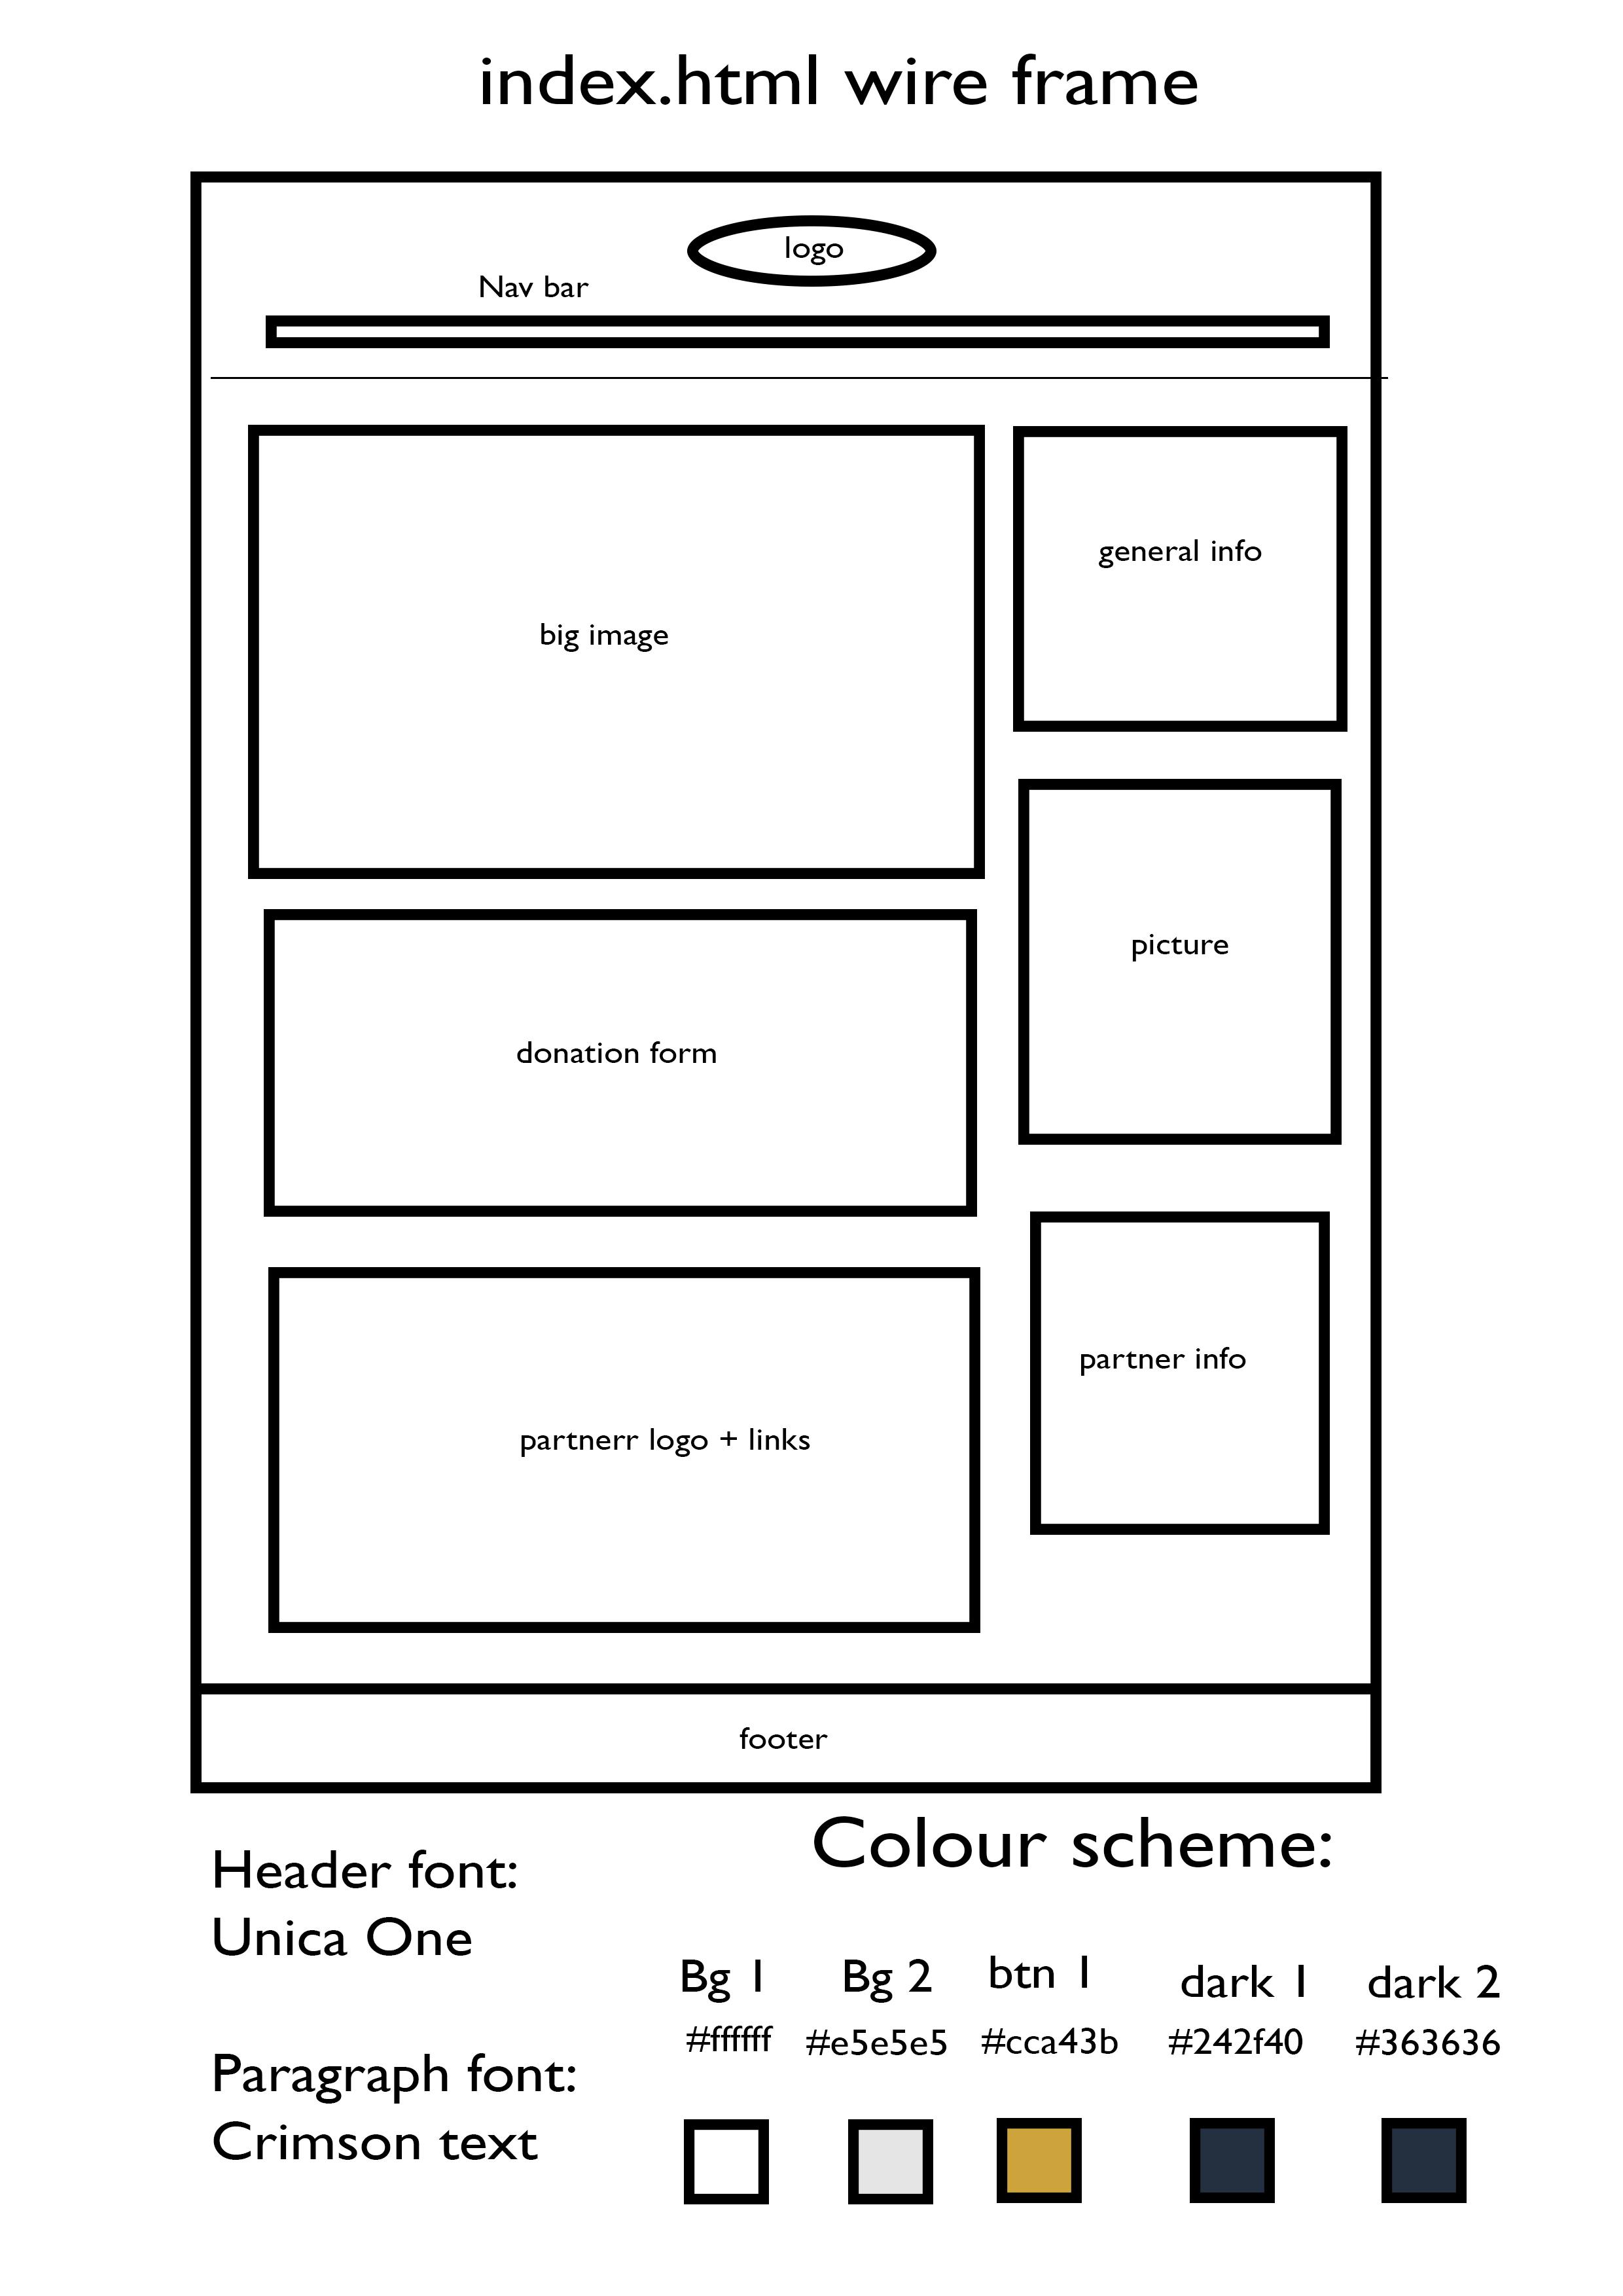 index.html wire frame
logo
Nav bar
big image
general info
picture
donation form
partner info
partnerr logo + links
footer
Colour scheme:
Header font:
Unica One
Paragraph font:
Crimson text
Bg 1
Bg 2
btn 1
dark 1
dark 2
#ffffff
#e5e5e5
#cca43b
#242f40
#363636